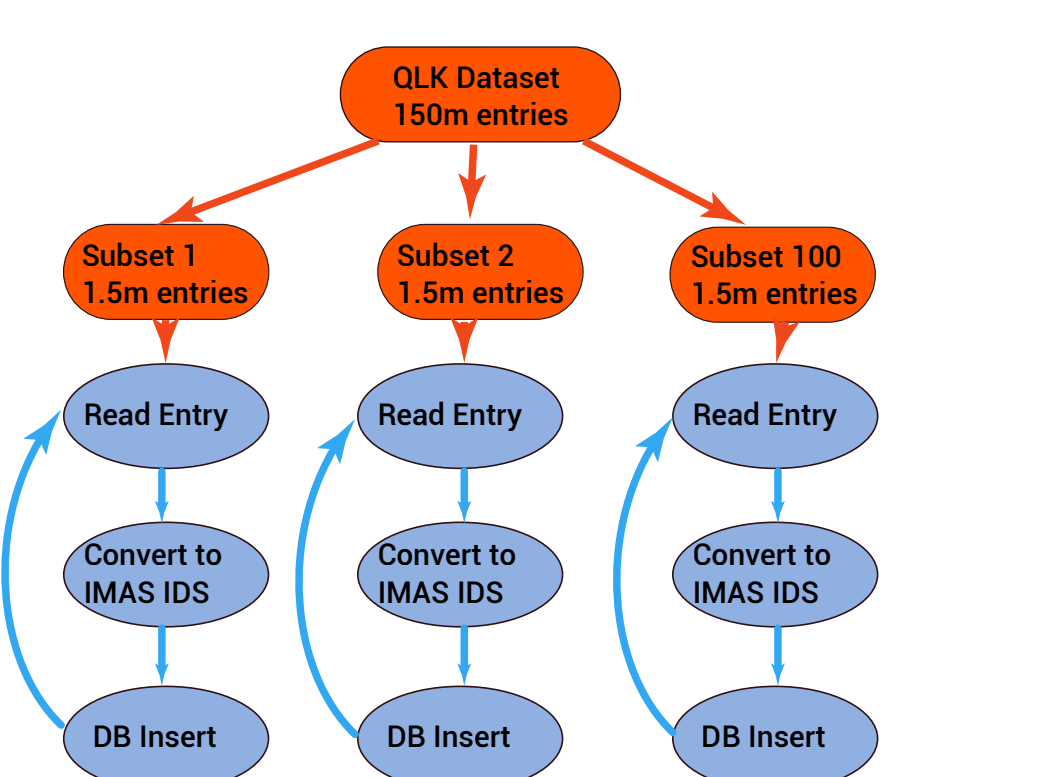 QLK Dataset
150m entries
Subset 1
1.5m entries
Subset 2
1.5m entries
Subset 100
1.5m entries
Read Entry
Read Entry
Read Entry
Convert to
IMAS IDS
Convert to
IMAS IDS
Convert to
IMAS IDS
DB Insert
DB Insert
DB Insert